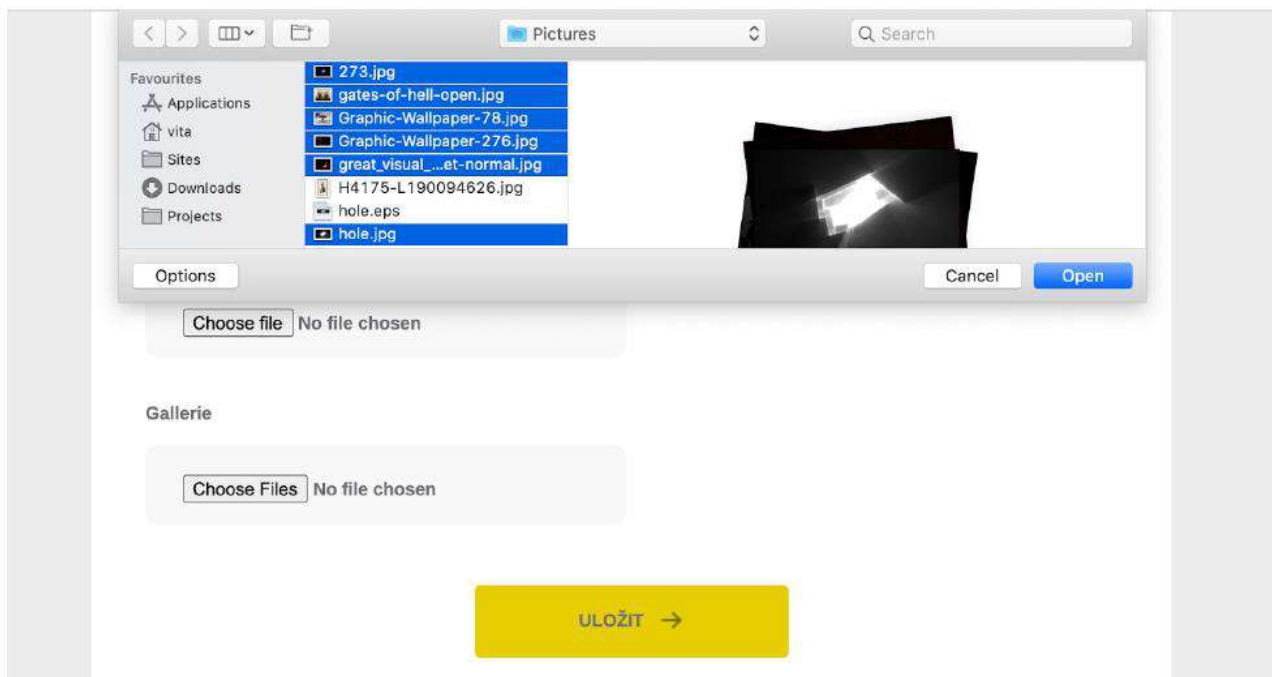 Pictures
Search
Favourites
Applications
vita
Sites
Downloads
Projects
273.jpg
gates-of-hell-open.jpg
Graphic-Wallpaper-78.jpg
Graphic-Wallpaper-276.jpg
great_visual_...et-normal.jpg
H4175-L190094626.jpg
hole.eps
hole.jpg
Options
Cancel
Open
Choose file No file chosen
Gallerie
Choose Files No file chosen
ULOŽIT →